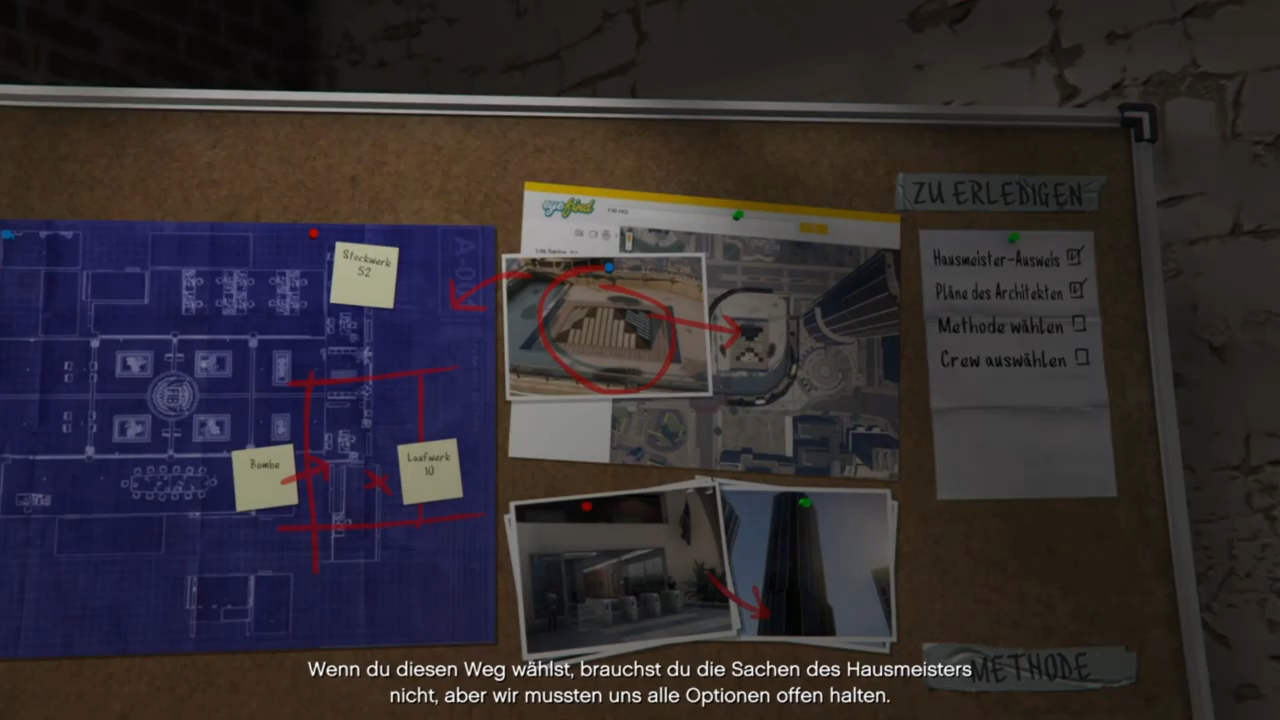 Stockwerk
52
Bombe
Laufwerk
10
eyefind
ZU ERLEDIGEN
Hausmeister-Ausweis
Pläne des Architekten
Methode wählen
Crew auswählen
METHODE
Wenn du diesen Weg wählst, brauchst du die Sachen des Hausmeisters
nicht, aber wir mussten uns alle Optionen offen halten.